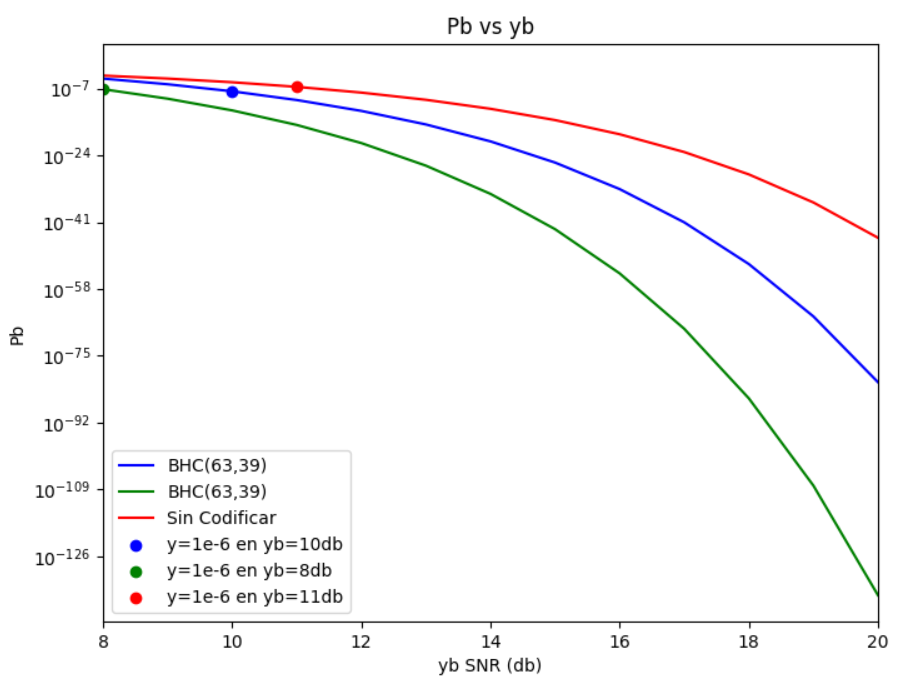 Pb vs yb
10⁻⁷
10⁻²⁴
10⁻⁴¹
10⁻⁵⁸
10⁻⁷⁵
10⁻⁹²
10⁻¹⁰⁹
10⁻¹²⁶
Pb
BHC(63,39)
BHC(63,39)
Sin Codificar
y=1e-6 en yb=10db
y=1e-6 en yb=8db
y=1e-6 en yb=11db
8 10 12 14 16 18 20
yb SNR (db)